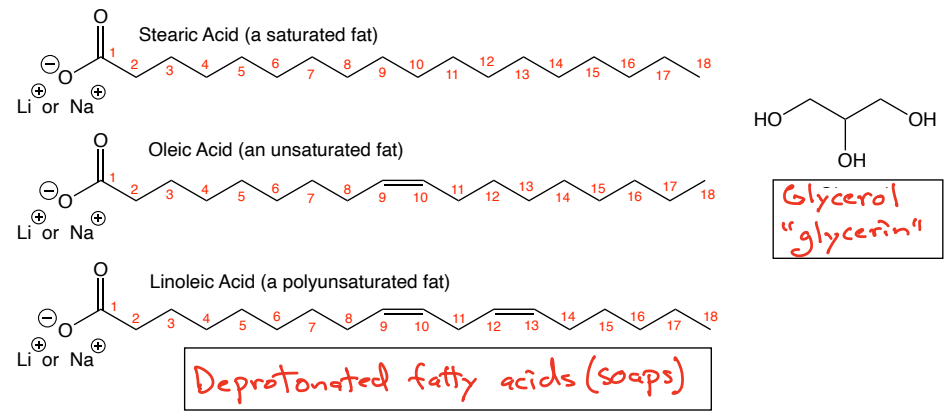 O
Stearic Acid (a saturated fat)
1 2 3 4 5 6 7 8 9 10 11 12 13 14 15 16 17 18
⊖ O
⊕ ⊕
Li or Na
HO OH
OH
O
Oleic Acid (an unsaturated fat)
1 2 3 4 5 6 7 8 9 10 11 12 13 14 15 16 17 18
⊖ O
⊕ ⊕
Li or Na
Glycerol
"glycerin"
O
Linoleic Acid (a polyunsaturated fat)
1 2 3 4 5 6 7 8 9 10 11 12 13 14 15 16 17 18
⊖ O
⊕ ⊕
Li or Na
Deprotonated fatty acids (soaps)